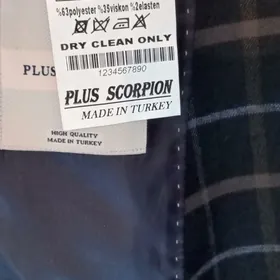 %63polyester %35viskon %2elasten
DRY CLEAN ONLY
1234567890
PLUS SCORPION
MADE IN TURKEY
PLUS
HIGH QUALITY
MADE IN TURKEY